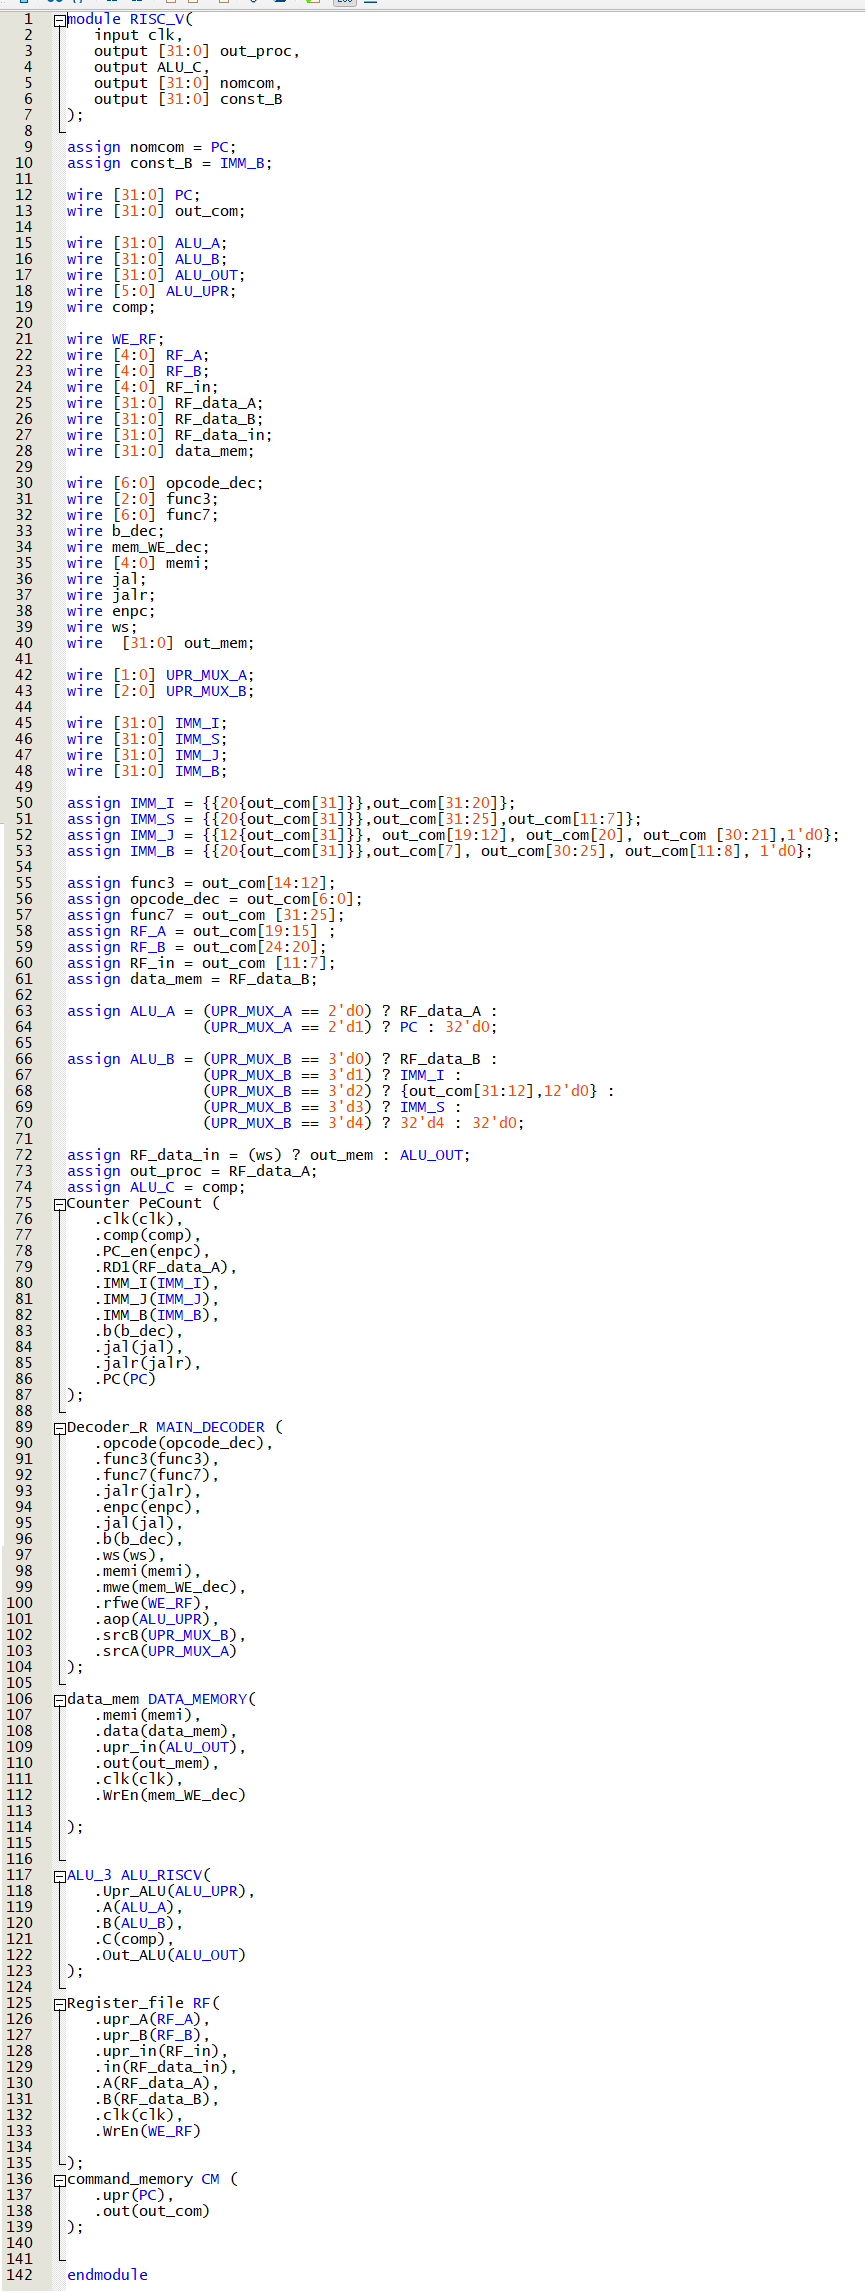 1 module RISC_V(
2 input clk,
3 output [31:0] out_proc,
4 output ALU_C,
5 output [31:0] nomcom,
6 output [31:0] const_B
7 );
8
9 assign nomcom = PC;
10 assign const_B = IMM_B;
11
12 wire [31:0] PC;
13 wire [31:0] out_com;
14
15 wire [31:0] ALU_A;
16 wire [31:0] ALU_B;
17 wire [31:0] ALU_OUT;
18 wire [5:0] ALU_UPR;
19 wire comp;
20
21 wire WE_RF;
22 wire [4:0] RF_A;
23 wire [4:0] RF_B;
24 wire [4:0] RF_in;
25 wire [31:0] RF_data_A;
26 wire [31:0] RF_data_B;
27 wire [31:0] RF_data_in;
28 wire [31:0] data_mem;
29
30 wire [6:0] opcode_dec;
31 wire [2:0] func3;
32 wire [6:0] func7;
33 wire b_dec;
34 wire mem_WE_dec;
35 wire [4:0] memi;
36 wire jal;
37 wire jalr;
38 wire enpc;
39 wire ws;
40 wire  [31:0] out_mem;
41
42 wire [1:0] UPR_MUX_A;
43 wire [2:0] UPR_MUX_B;
44
45 wire [31:0] IMM_I;
46 wire [31:0] IMM_S;
47 wire [31:0] IMM_J;
48 wire [31:0] IMM_B;
49
50 assign IMM_I = {{20{out_com[31]}},out_com[31:20]};
51 assign IMM_S = {{20{out_com[31]}},out_com[31:25],out_com[11:7]};
52 assign IMM_J = {{12{out_com[31]}}, out_com[19:12], out_com[20], out_com [30:21],1'd0};
53 assign IMM_B = {{20{out_com[31]}},out_com[7], out_com[30:25], out_com[11:8], 1'd0};
54
55 assign func3 = out_com[14:12];
56 assign opcode_dec = out_com[6:0];
57 assign func7 = out_com [31:25];
58 assign RF_A = out_com[19:15] ;
59 assign RF_B = out_com[24:20];
60 assign RF_in = out_com [11:7];
61 assign data_mem = RF_data_B;
62
63 assign ALU_A = (UPR_MUX_A == 2'd0) ? RF_data_A :
64 (UPR_MUX_A == 2'd1) ? PC : 32'd0;
65
66 assign ALU_B = (UPR_MUX_B == 3'd0) ? RF_data_B :
67 (UPR_MUX_B == 3'd1) ? IMM_I :
68 (UPR_MUX_B == 3'd2) ? {out_com[31:12],12'd0} :
69 (UPR_MUX_B == 3'd3) ? IMM_S :
70 (UPR_MUX_B == 3'd4) ? 32'd4 : 32'd0;
71
72 assign RF_data_in = (ws) ? out_mem : ALU_OUT;
73 assign out_proc = RF_data_A;
74 assign ALU_C = comp;
75 Counter PeCount (
76 .clk(clk),
77 .comp(comp),
78 .PC_en(enpc),
79 .RD1(RF_data_A),
80 .IMM_I(IMM_I),
81 .IMM_J(IMM_J),
82 .IMM_B(IMM_B),
83 .b(b_dec),
84 .jal(jal),
85 .jalr(jalr),
86 .PC(PC)
87 );
88
89 Decoder_R MAIN_DECODER (
90 .opcode(opcode_dec),
91 .func3(func3),
92 .func7(func7),
93 .jalr(jalr),
94 .enpc(enpc),
95 .jal(jal),
96 .b(b_dec),
97 .ws(ws),
98 .memi(memi),
99 .mwe(mem_WE_dec),
100 .rfwe(WE_RF),
101 .aop(ALU_UPR),
102 .srcB(UPR_MUX_B),
103 .srcA(UPR_MUX_A)
104 );
105
106 data_mem DATA_MEMORY(
107 .memi(memi),
108 .data(data_mem),
109 .upr_in(ALU_OUT),
110 .out(out_mem),
111 .clk(clk),
112 .WrEn(mem_WE_dec)
113
114 );
115
116
117 ALU_3 ALU_RISCV(
118 .Upr_ALU(ALU_UPR),
119 .A(ALU_A),
120 .B(ALU_B),
121 .C(comp),
122 .Out_ALU(ALU_OUT)
123 );
124
125 Register_file RF(
126 .upr_A(RF_A),
127 .upr_B(RF_B),
128 .upr_in(RF_in),
129 .in(RF_data_in),
130 .A(RF_data_A),
131 .B(RF_data_B),
132 .clk(clk),
133 .WrEn(WE_RF)
134
135 );
136 command_memory CM (
137 .upr(PC),
138 .out(out_com)
139 );
140
141
142 endmodule